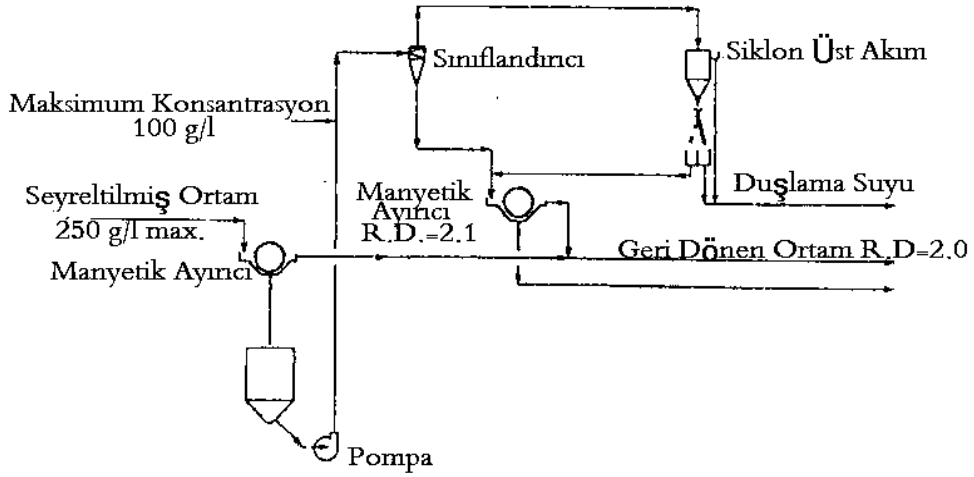 Sınıflandırıcı
Siklon Üst Akım
Maksimum Konsantrasyon
100 g/l
Seyreltilmiş Ortam
250 g/l max.
Manyetik Ayırıcı
Manyetik
Ayırıcı
R.D.=2.1
Duşlama Suyu
Geri Dönen Ortam R.D=2.0
Pompa